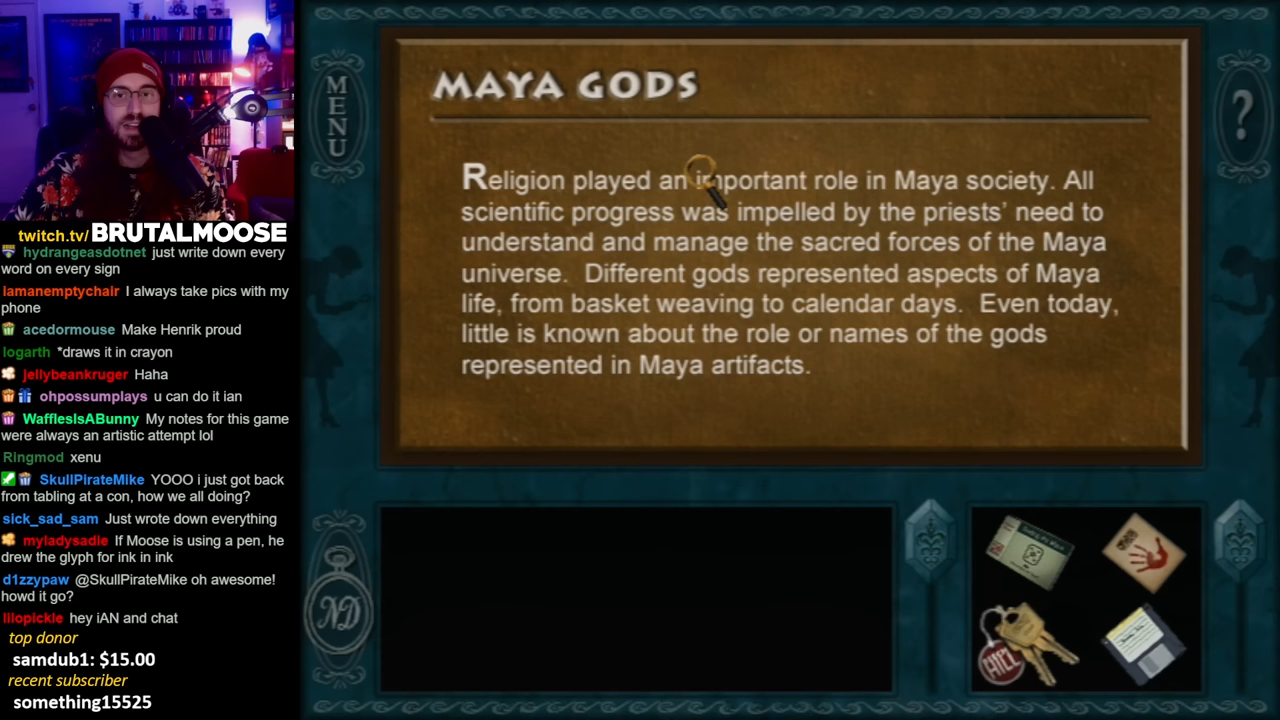 MENU
?
MAYA GODS
Religion played an important role in Maya society. All
scientific progress was impelled by the priests' need to
understand and manage the sacred forces of the Maya
universe. Different gods represented aspects of Maya
life, from basket weaving to calendar days. Even today,
little is known about the role or names of the gods
represented in Maya artifacts.
twitch.tv/BRUTALMOOSE
hydrangeasdotnet just write down every
word on every sign
Iamanemptychair I always take pics with my
phone
acedormouse Make Henrik proud
logarth *draws it in crayon
jellybeankruger Haha
ohpossumplays u can do it ian
WafflesIsABunny My notes for this game
were always an artistic attempt lol
Ringmod xenu
SkullPirateMike YOOO i just got back
from tabling at a con, how we all doing?
sick_sad_sam Just wrote down everything
myladysadie If Moose is using a pen, he
drew the glyph for ink in ink
d1zzypaw @SkullPirateMike oh awesome!
howd it go?
lilopickle hey iAN and chat
top donor
samdub1: $15.00
recent subscriber
something15525
ND